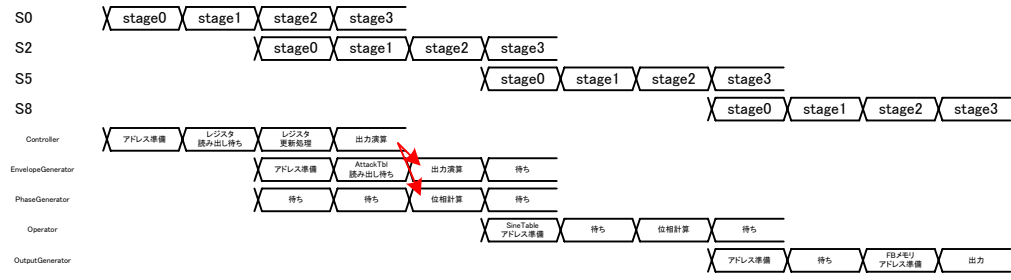 S0 stage0 stage1 stage2 stage3
S2 stage0 stage1 stage2 stage3
S5 stage0 stage1 stage2 stage3
S8 stage0 stage1 stage2 stage3
Controller アドレス準備 レジスタ 読み出し待ち レジスタ 更新処理 出力演算
EnvelopeGenerator アドレス準備 AttackTbl 読み出し待ち 出力演算 待ち
PhaseGenerator 待ち 待ち 位相計算 待ち
Operator SineTable アドレス準備 待ち 位相計算 待ち
OutputGenerator アドレス準備 待ち FBメモリ アドレス準備 出力